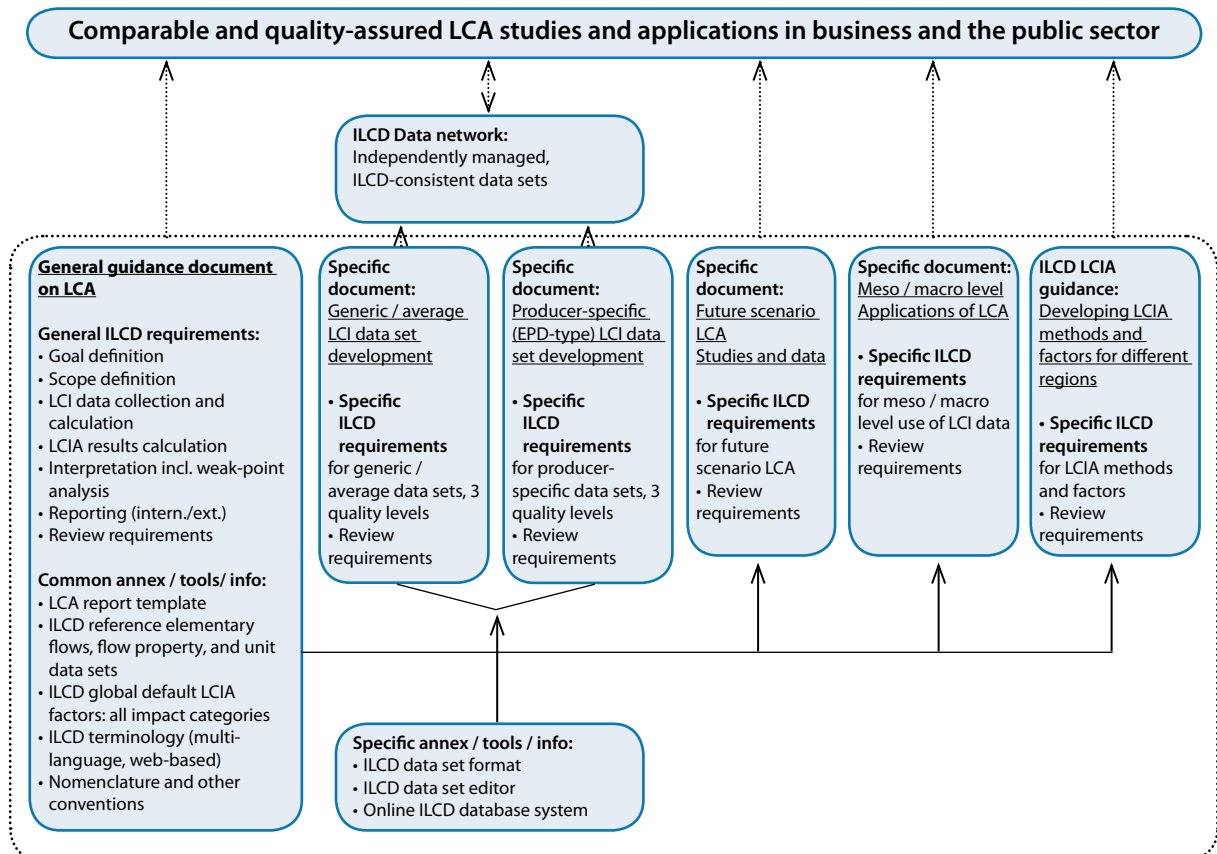 Comparable and quality-assured LCA studies and applications in business and the public sector
ILCD Data network:
Independently managed,
ILCD-consistent data sets
General guidance document
on LCA
General ILCD requirements:
• Goal definition
• Scope definition
• LCI data collection and
calculation
• LCIA results calculation
• Interpretation incl. weak-point
analysis
• Reporting (intern./ext.)
• Review requirements
Common annex / tools/ info:
• LCA report template
• ILCD reference elementary
flows, flow property, and unit
data sets
• ILCD global default LCIA
factors: all impact categories
• ILCD terminology (multi-
language, web-based)
• Nomenclature and other
conventions
Specific
document:
Generic / average
LCI data set
development
• Specific
ILCD
requirements
for generic /
average data sets, 3
quality levels
• Review
requirements
Specific
document:
Producer-specific
(EPD-type) LCI data
set development
• Specific
ILCD
requirements
for producer-
specific data sets, 3
quality levels
• Review
requirements
Specific
document:
Future scenario
LCA
Studies and data
• Specific ILCD
requirements
for future
scenario LCA
• Review
requirements
Specific document:
Meso / macro level
Applications of LCA
• Specific ILCD
requirements
for meso / macro
level use of LCI data
• Review
requirements
ILCD LCIA
guidance:
Developing LCIA
methods and
factors for different
regions
• Specific ILCD
requirements
for LCIA methods
and factors
• Review
requirements
Specific annex / tools / info:
• ILCD data set format
• ILCD data set editor
• Online ILCD database system